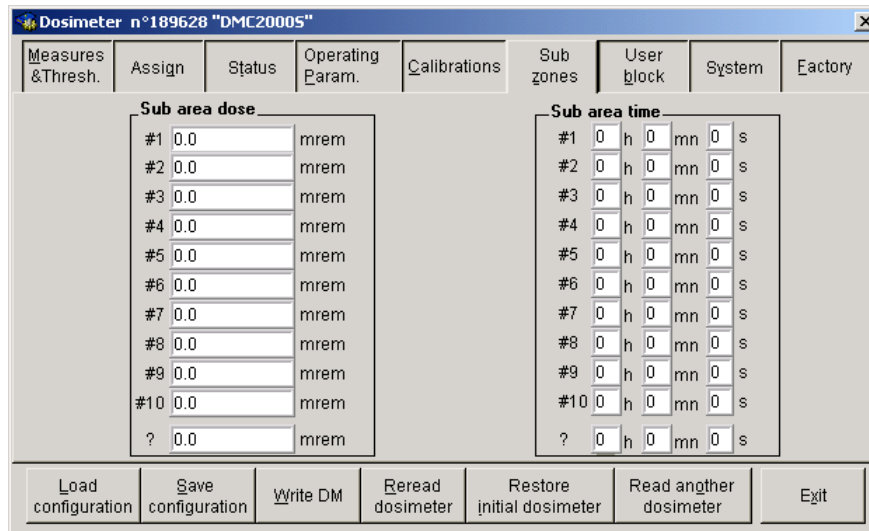 Dosimeter n°189628 "DMC2000S"
Measures &Thresh.
Assign
Status
Operating Param.
Calibrations
Sub zones
User block
System
Factory
Sub area dose
Sub area time
#1 0.0 mrem #1 0 h 0 mn 0 s
#2 0.0 mrem #2 0 h 0 mn 0 s
#3 0.0 mrem #3 0 h 0 mn 0 s
#4 0.0 mrem #4 0 h 0 mn 0 s
#5 0.0 mrem #5 0 h 0 mn 0 s
#6 0.0 mrem #6 0 h 0 mn 0 s
#7 0.0 mrem #7 0 h 0 mn 0 s
#8 0.0 mrem #8 0 h 0 mn 0 s
#9 0.0 mrem #9 0 h 0 mn 0 s
#10 0.0 mrem #10 0 h 0 mn 0 s
? 0.0 mrem ? 0 h 0 mn 0 s
Load configuration
Save configuration
Write DM
Reread dosimeter
Restore initial dosimeter
Read another dosimeter
Exit